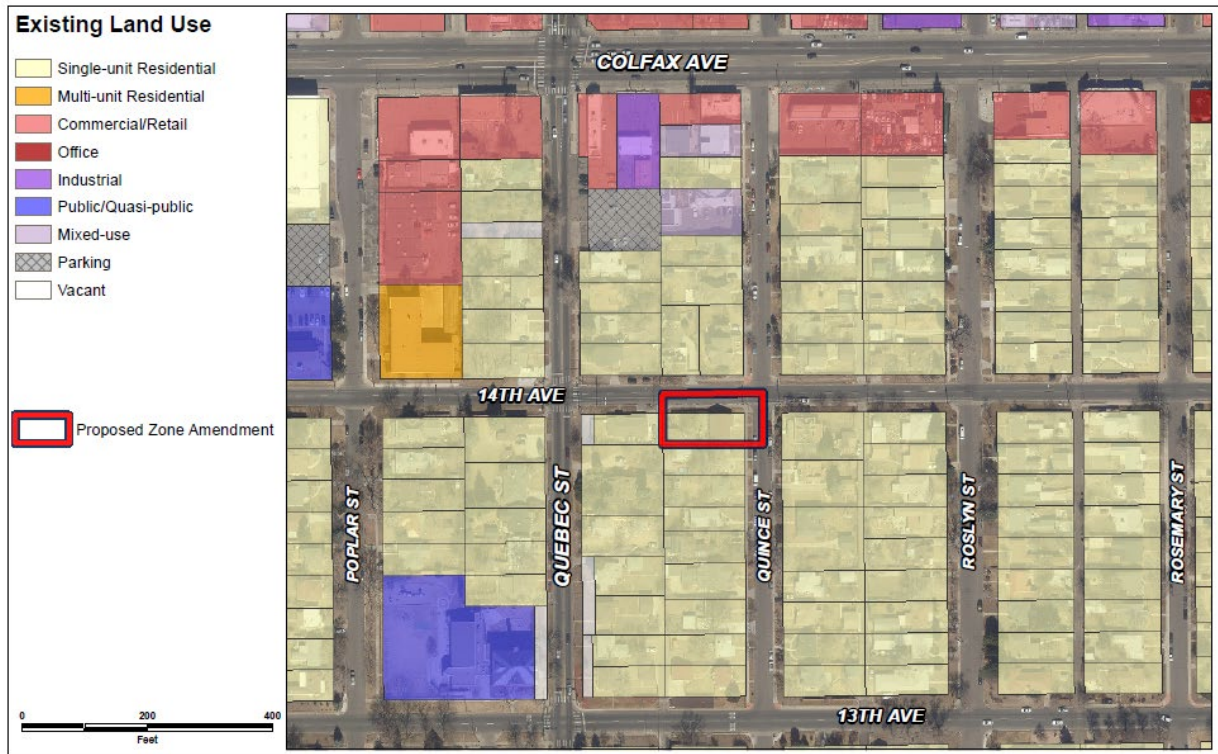 Existing Land Use
Single-unit Residential
Multi-unit Residential
Commercial/Retail
Office
Industrial
Public/Quasi-public
Mixed-use
Parking
Vacant
Proposed Zone Amendment
0 200 400
Feet
COLFAX AVE
14TH AVE
POPLAR ST
QUEBEC ST
QUINCE ST
ROSLYN ST
ROSEMARY ST
13TH AVE